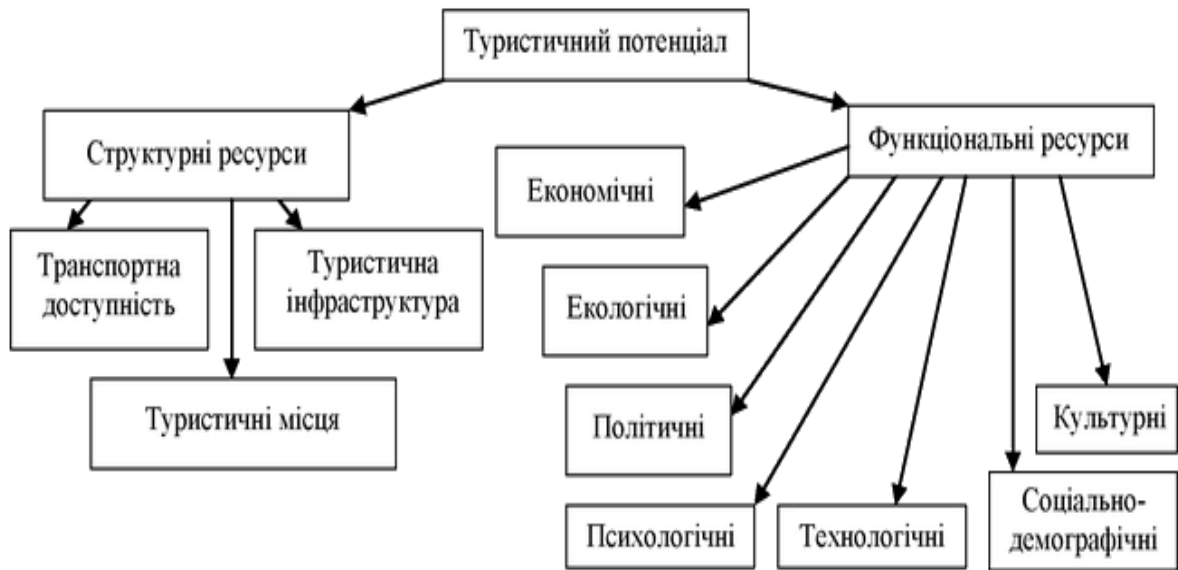 Туристичний потенціал
Структурні ресурси
Функціональні ресурси
Транспортна
доступність
Туристична
інфраструктура
Туристичні місця
Економічні
Екологічні
Політичні
Психологічні
Технологічні
Соціально-
демографічні
Культурні